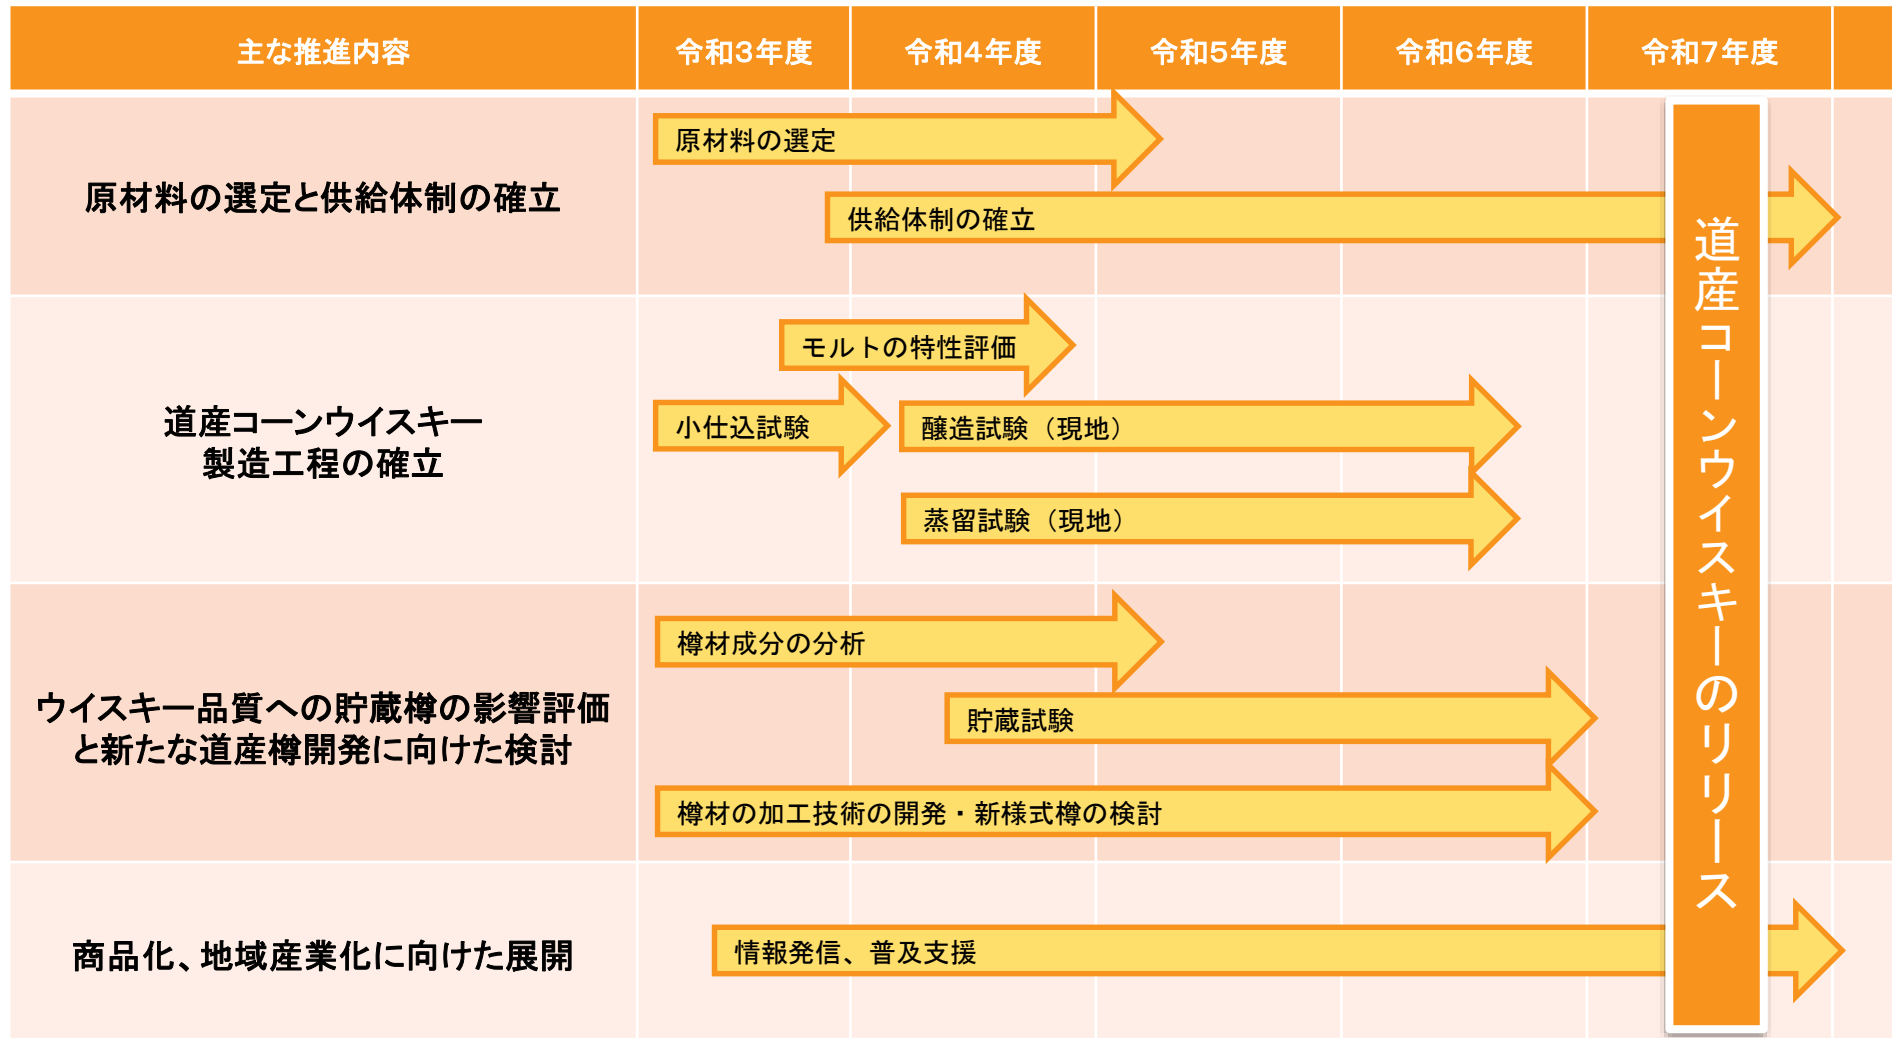 主な推進内容
令和3年度
令和4年度
令和5年度
令和6年度
令和7年度
原材料の選定と供給体制の確立
原材料の選定
供給体制の確立
道産コーンウイスキー
製造工程の確立
モルトの特性評価
小仕込試験
醸造試験（現地）
蒸留試験（現地）
ウイスキー品質への貯蔵樽の影響評価
と新たな道産樽開発に向けた検討
樽材成分の分析
貯蔵試験
樽材の加工技術の開発・新様式樽の検討
商品化、地域産業化に向けた展開
情報発信、普及支援
道産コーンウイスキーのリリース